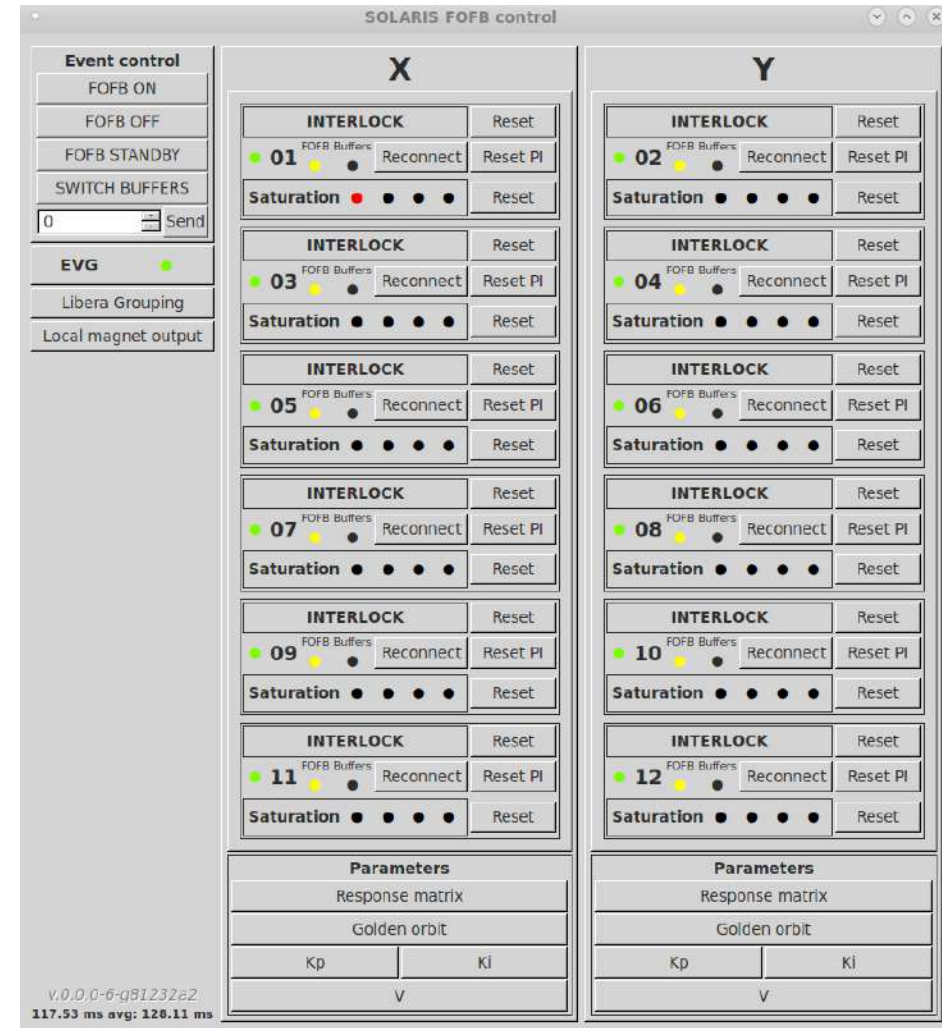 SOLARIS FOFB control
Event control
FOFB ON
FOFB OFF
FOFB STANDBY
SWITCH BUFFERS
0 Send
EVG
Libera Grouping
Local magnet output
X
INTERLOCK Reset
01 FOFB Buffers Reconnect Reset PI
Saturation Reset
INTERLOCK Reset
03 FOFB Buffers Reconnect Reset PI
Saturation Reset
INTERLOCK Reset
05 FOFB Buffers Reconnect Reset PI
Saturation Reset
INTERLOCK Reset
07 FOFB Buffers Reconnect Reset PI
Saturation Reset
INTERLOCK Reset
09 FOFB Buffers Reconnect Reset PI
Saturation Reset
INTERLOCK Reset
11 FOFB Buffers Reconnect Reset PI
Saturation Reset
Parameters
Response matrix
Golden orbit
Kp Ki
V
Y
INTERLOCK Reset
02 FOFB Buffers Reconnect Reset PI
Saturation Reset
INTERLOCK Reset
04 FOFB Buffers Reconnect Reset PI
Saturation Reset
INTERLOCK Reset
06 FOFB Buffers Reconnect Reset PI
Saturation Reset
INTERLOCK Reset
08 FOFB Buffers Reconnect Reset PI
Saturation Reset
INTERLOCK Reset
10 FOFB Buffers Reconnect Reset PI
Saturation Reset
INTERLOCK Reset
12 FOFB Buffers Reconnect Reset PI
Saturation Reset
Parameters
Response matrix
Golden orbit
Kp Ki
V
v.0.0.0-6-g81232a2
117.53 ms avg: 128.11 ms